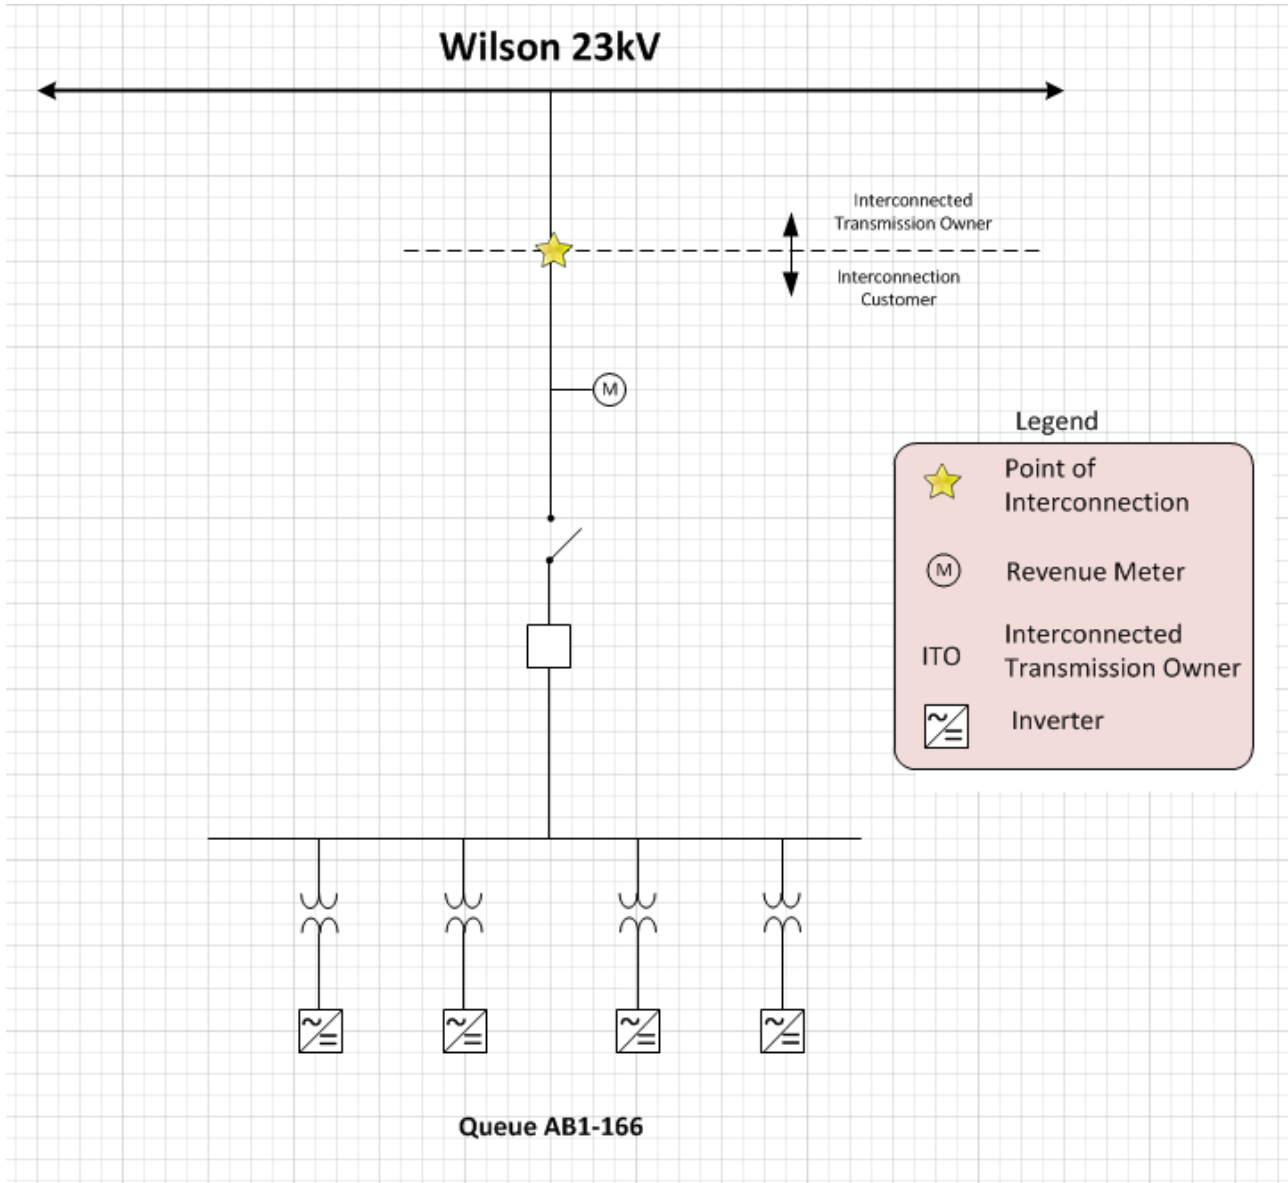 Wilson 23kV
Interconnected
Transmission Owner
Interconnection
Customer
M
Legend
Point of
Interconnection
M
Revenue Meter
ITO
Interconnected
Transmission Owner
Inverter
Queue AB1-166